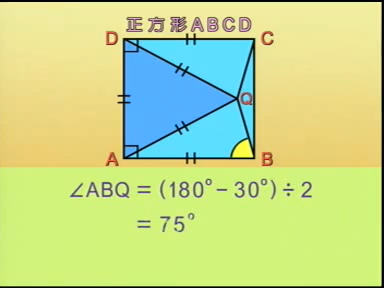 正方形ABCD
D
C
Q
A
B
∠ABQ = (180° - 30°) ÷ 2
= 75°